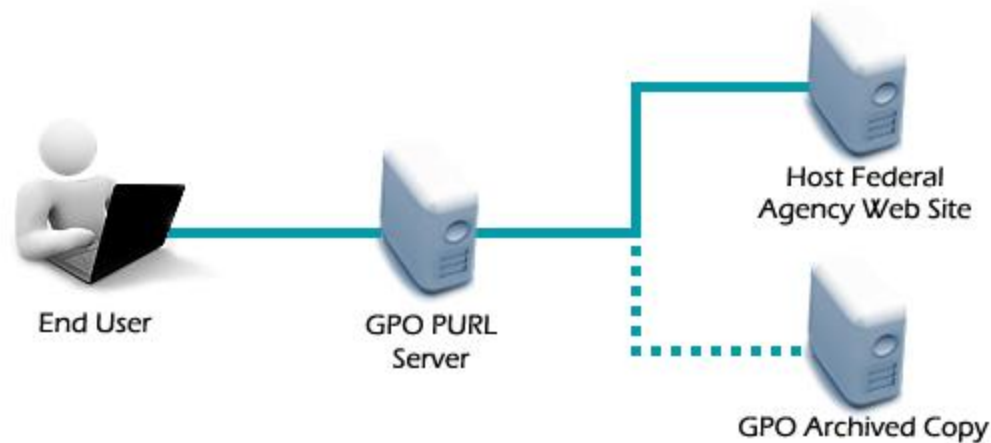 End User
GPO PURL
Server
Host Federal
Agency Web Site
GPO Archived Copy